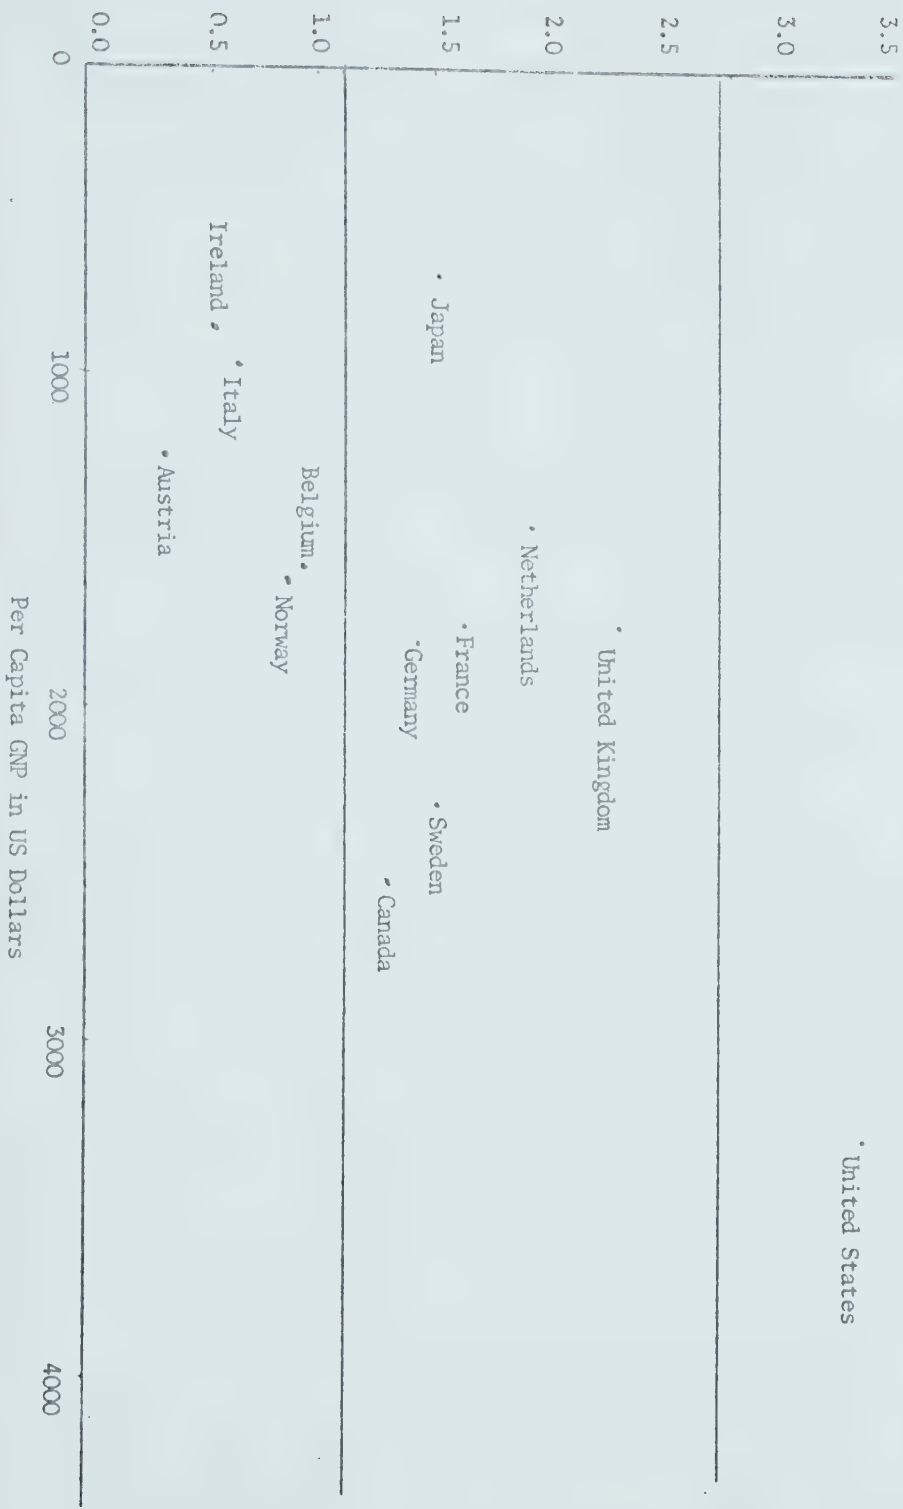 3.5
United States
3.0
2.5
United Kingdom
2.0
Netherlands
France
1.5
Japan
Sweden
Germany
Canada
1.0
Belgium
Norway
Italy
0.5
Ireland
Austria
0.0
0
1000
2000
3000
4000
Per Capita GNP in US Dollars